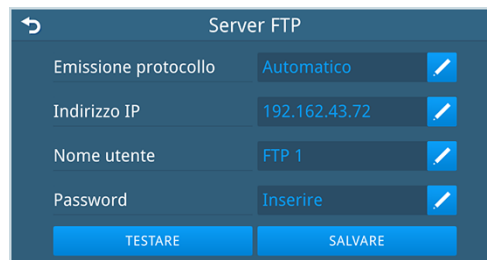 Server FTP
Emissione protocollo Automatico
Indirizzo IP 192.162.43.72
Nome utente FTP 1
Password Inserire
TESTARE SALVARE